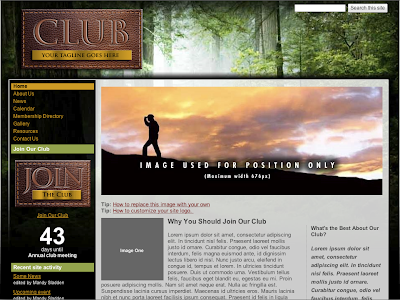 CLUB
YOUR TAGLINE GOES HERE
Search this site
Home
About Us
News
Calendar
Membership Directory
Gallery
Resources
Contact Us
Join Our Club
JOIN
THE CLUB
Join Our Club
43
days until
Annual club meeting
Recent site activity
Some News
edited by Mandy Sladden
Upcoming event
edited by Mandy Sladden
IMAGE USED FOR POSITION ONLY
(Maximum width 676px)
Tip: How to replace this image with your own
Tip: How to customize your site logo.
Image One
Why You Should Join Our Club
Lorem ipsum dolor sit amet, consectetur adipiscing
elit. In tincidunt nisl felis. Praesent laoreet mollis
justo id ornare. Curabitur congue, odio vel faucibus
interdum, felis magna euismod ante, id dignissim
lectus libero et nisl. Nunc justo arcu, eleifend in
congue id, tempus et lorem. In ultricies tincidunt
posuere. Duis ut commodo urna. Vestibulum tellus
felis, faucibus eget blandit eu, egestas eu mi. Proin
posuere adipiscing mattis. Nam sit amet neque erat. Nulla ac fringilla est.
Suspendisse lacinia cursus imperdiet. Maecenas id ultricies eros. Mauris lacinia
nibh et nunc porta laoreet facilisis ipsum consequat. Praesent id felis in ligula
What's the Best About Our
Club?
Lorem ipsum dolor sit
amet, consectetur
adipiscing elit. In
tincidunt nisl felis.
Praesent laoreet mollis
justo id ornare.
Curabitur congue, odio
vel faucibus interdum,
felis magna euismod